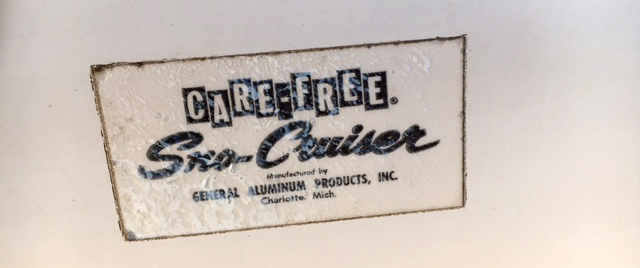 CARE-FREE®
Sno-Cruiser
Manufactured by
GENERAL ALUMINUM PRODUCTS, INC.
Charlotte, Mich.